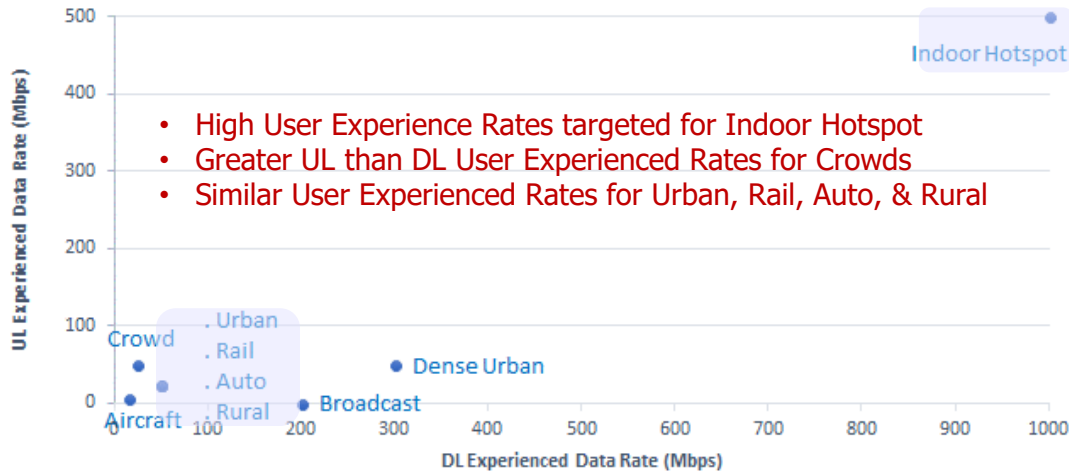 500
Indoor Hotspot
400
• High User Experience Rates targeted for Indoor Hotspot
• Greater UL than DL User Experienced Rates for Crowds
300
• Similar User Experienced Rates for Urban, Rail, Auto, & Rural
200
UL Experienced Data Rate (Mbps)
100
. Urban
Crowd
. Rail
Dense Urban
. Auto
0
Broadcast
Aircraft
. Rural
0 100 200 300 400 500 600 700 800 900 1000
DL Experienced Data Rate (Mbps)